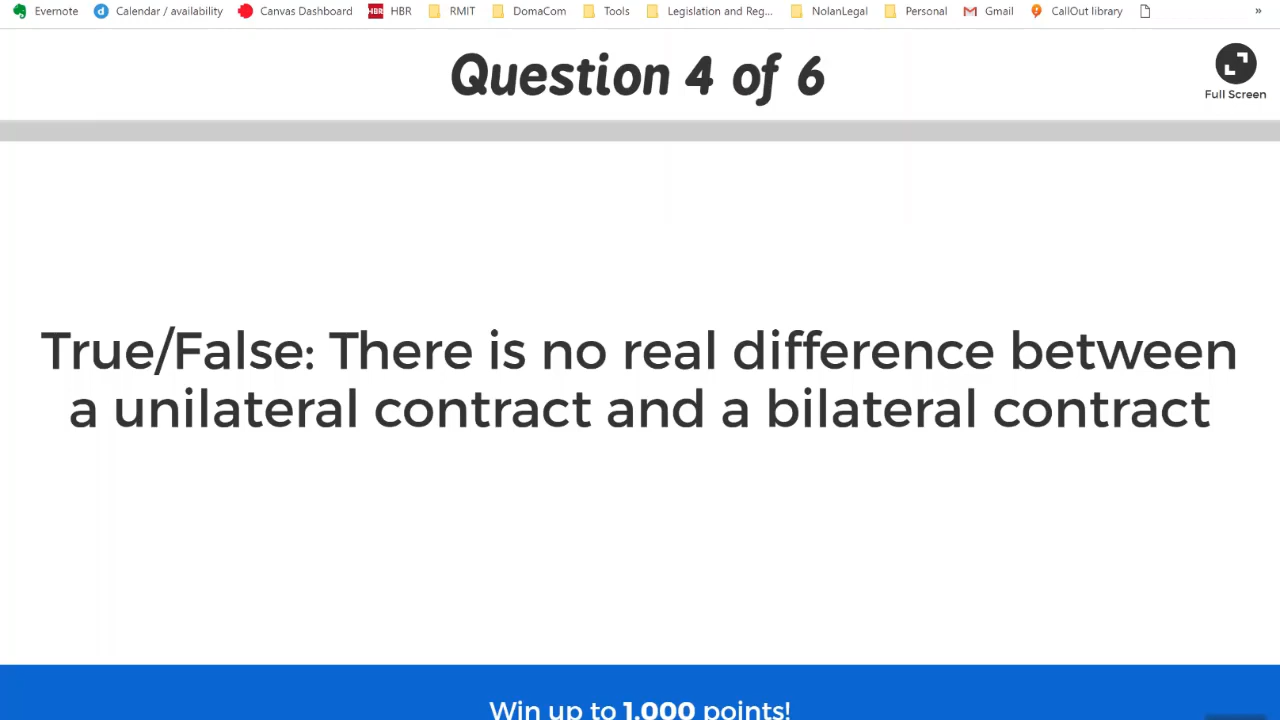 Evernote Calendar / availability Canvas Dashboard HBR HBR RMIT DomaCom Tools Legislation and Reg... NolanLegal Personal Gmail CallOut library »
Question 4 of 6
Full Screen
True/False: There is no real difference between
a unilateral contract and a bilateral contract
Win up to 1,000 points!